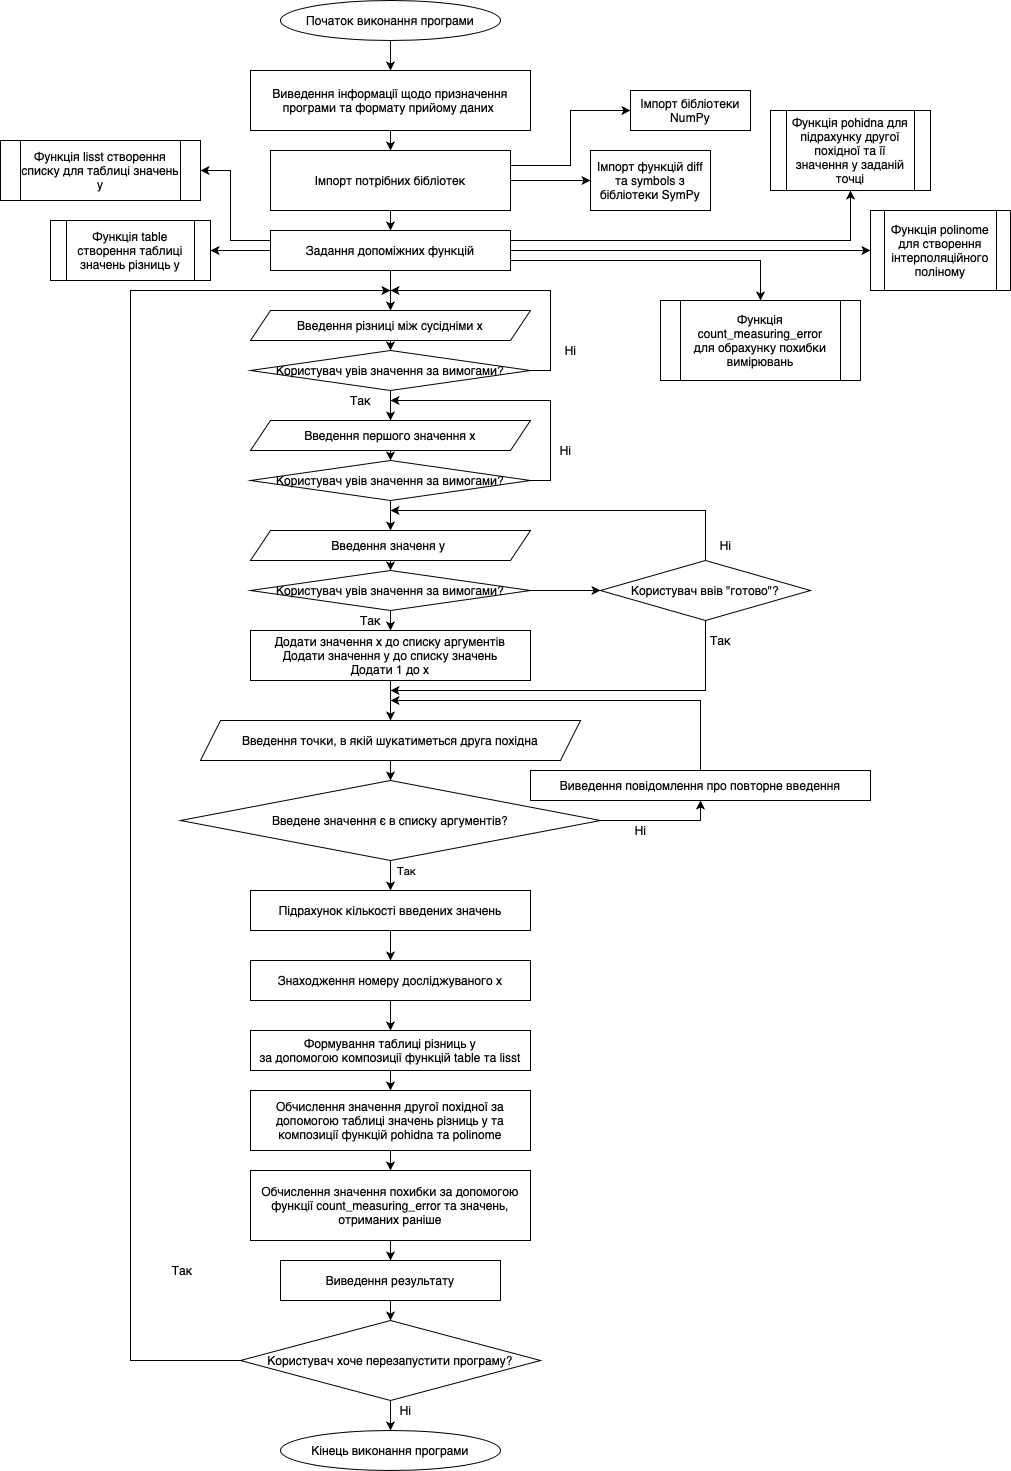 Початок виконання програми
Виведення інформації щодо призначення
програми та формату прийому даних
Імпорт бібліотеки
NumPy
Імпорт потрібних бібліотек
Імпорт функцій diff
та symbols з
бібліотеки SymPy
Функція pohidna для
підрахунку другої
похідної та її
значення у заданій
точці
Функція lisst створення
списку для таблиці значень
y
Функція table
створення таблиці
значень різниць y
Задання допоміжних функцій
Функція polinome
для створення
інтерполяційного
поліному
Функція
count_measuring_error
для обрахунку похибки
вимірювань
Введення різниці між сусідніми x
Ні
Користувач увів значення за вимогами?
Так
Введення першого значення x
Ні
Користувач увів значення за вимогами?
Введення значеня y
Ні
Користувач увів значення за вимогами?
Користувач ввів "готово"?
Так
Так
Додати значення x до списку аргументів
Додати значення y до списку значень
Додати 1 до x
Введення точки, в якій шукатиметься друга похідна
Виведення повідомлення про повторне введення
Введене значення є в списку аргументів?
Ні
Так
Підрахунок кількості введених значень
Знаходження номеру досліджуваного x
Формування таблиці різниць y
за допомогою композиції функцій table та lisst
Обчислення значення другої похідної за
допомогою таблиці значень різниць y та
композиції функцій pohidna та polinome
Обчислення значення похибки за допомогою
функції count_measuring_error та значень,
отриманих раніше
Так
Виведення результату
Користувач хоче перезапустити програму?
Ні
Кінець виконання програми